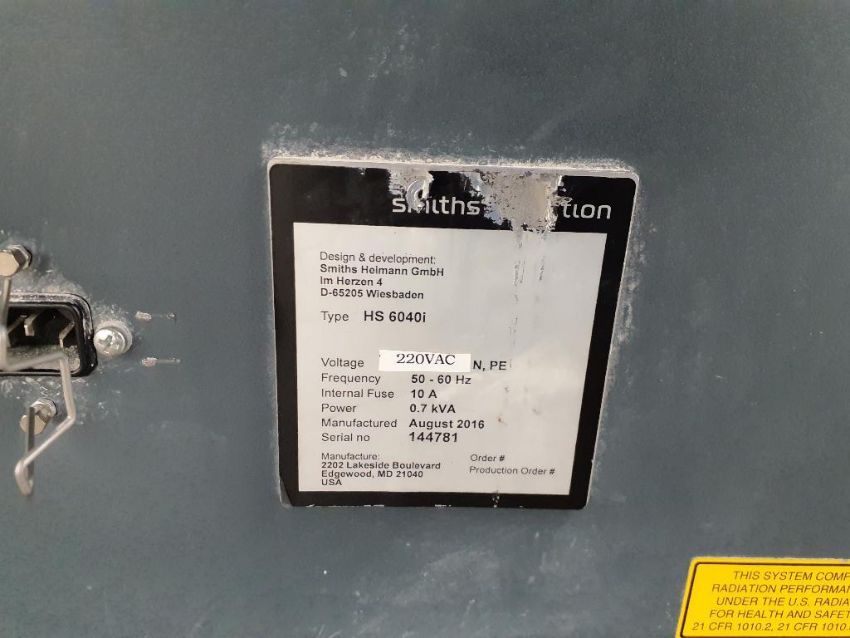 smiths
Design & development:
Smiths Heimann GmbH
Im Herzen 4
D-65205 Wiesbaden
Type HS 6040i
Voltage 220VAC N, PE
Frequency 50 - 60 Hz
Internal Fuse 10 A
Power 0.7 kVA
Manufactured August 2016
Serial no 144781
Manufacture:
2202 Lakeside Boulevard
Edgewood, MD 21040
USA
Order #
Production Order #
THIS SYSTEM COMP
RADIATION PERFORMA
UNDER THE U.S. RADIA
FOR HEALTH AND SAFE
21 CFR 1010.2, 21 CFR 1010.